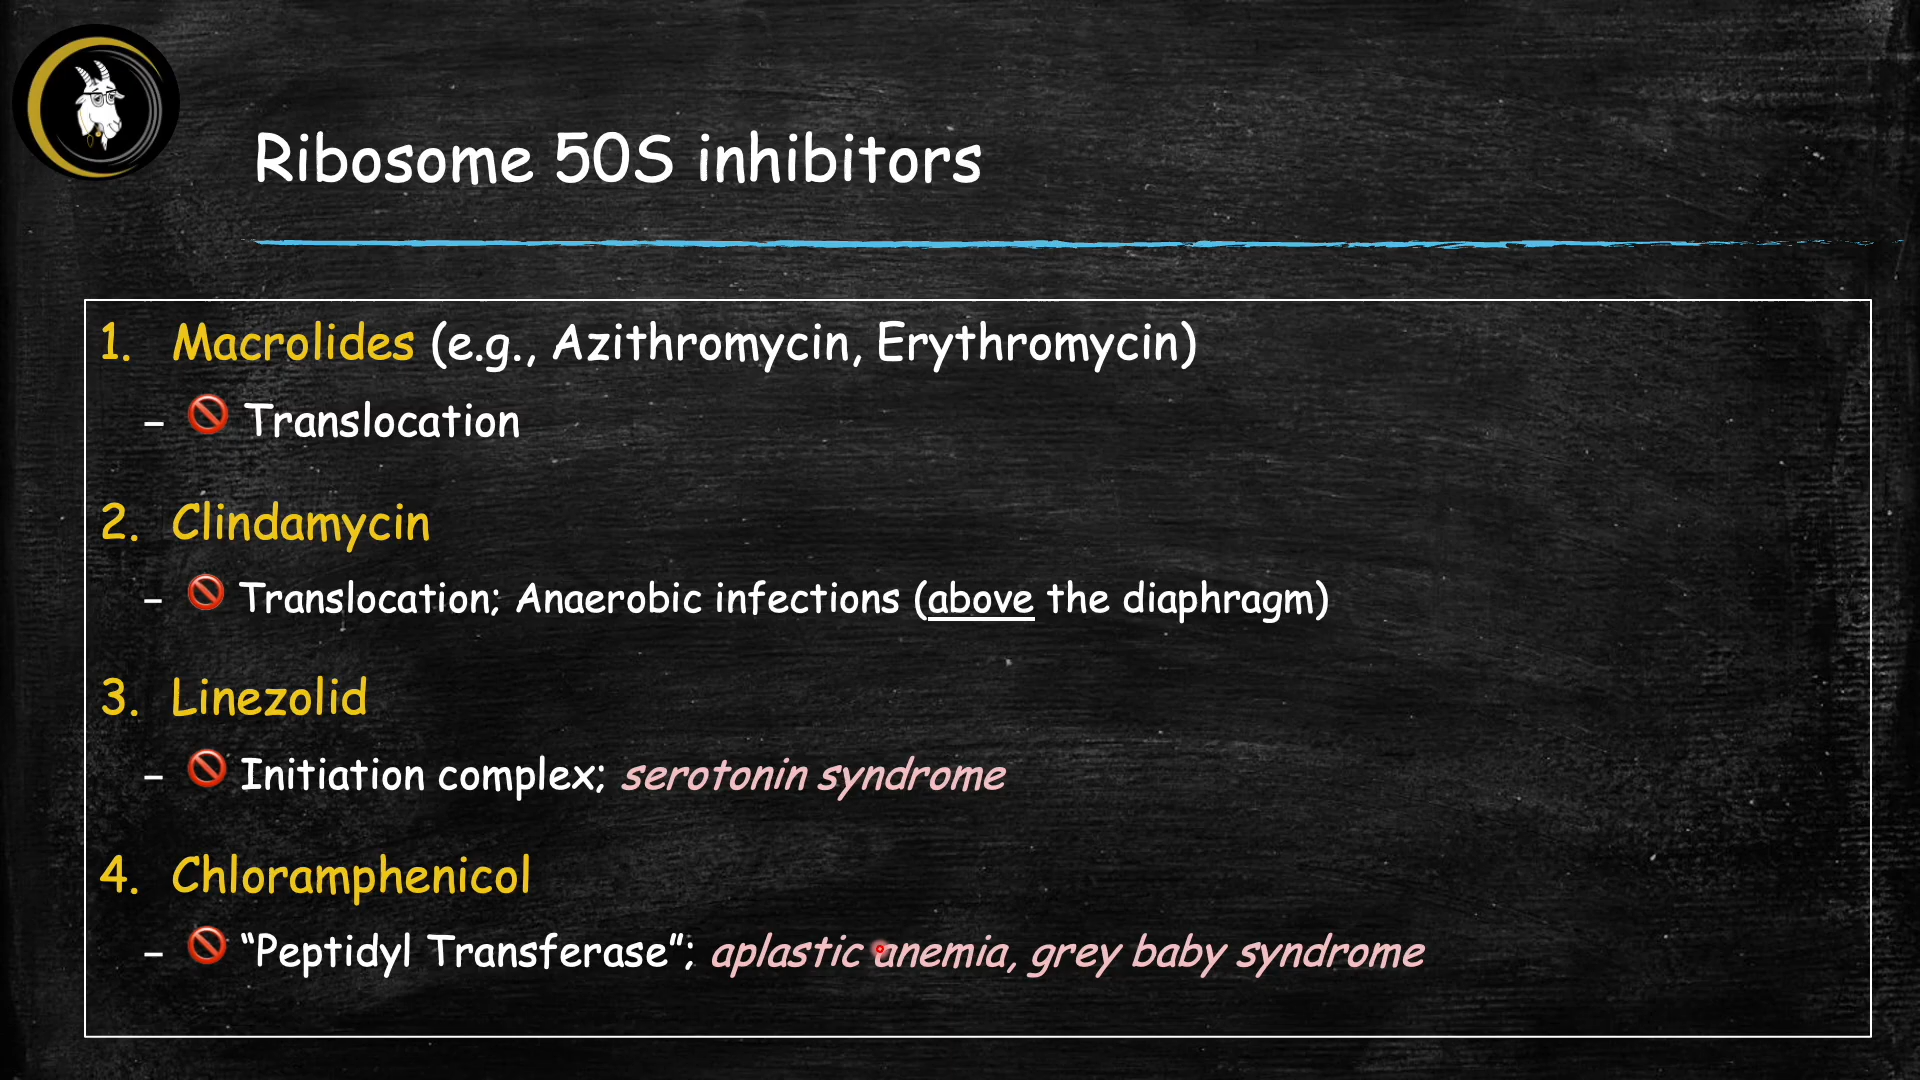 Ribosome 50S inhibitors
1. Macrolides (e.g., Azithromycin, Erythromycin)
– 🚫 Translocation
2. Clindamycin
– 🚫 Translocation; Anaerobic infections (above the diaphragm)
3. Linezolid
– 🚫 Initiation complex; serotonin syndrome
4. Chloramphenicol
– 🚫 “Peptidyl Transferase”; aplastic anemia, grey baby syndrome